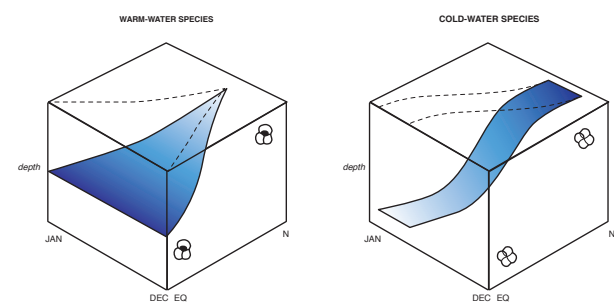 WARM-WATER SPECIES
depth
JAN
N
DEC EQ
COLD-WATER SPECIES
depth
JAN
N
DEC EQ